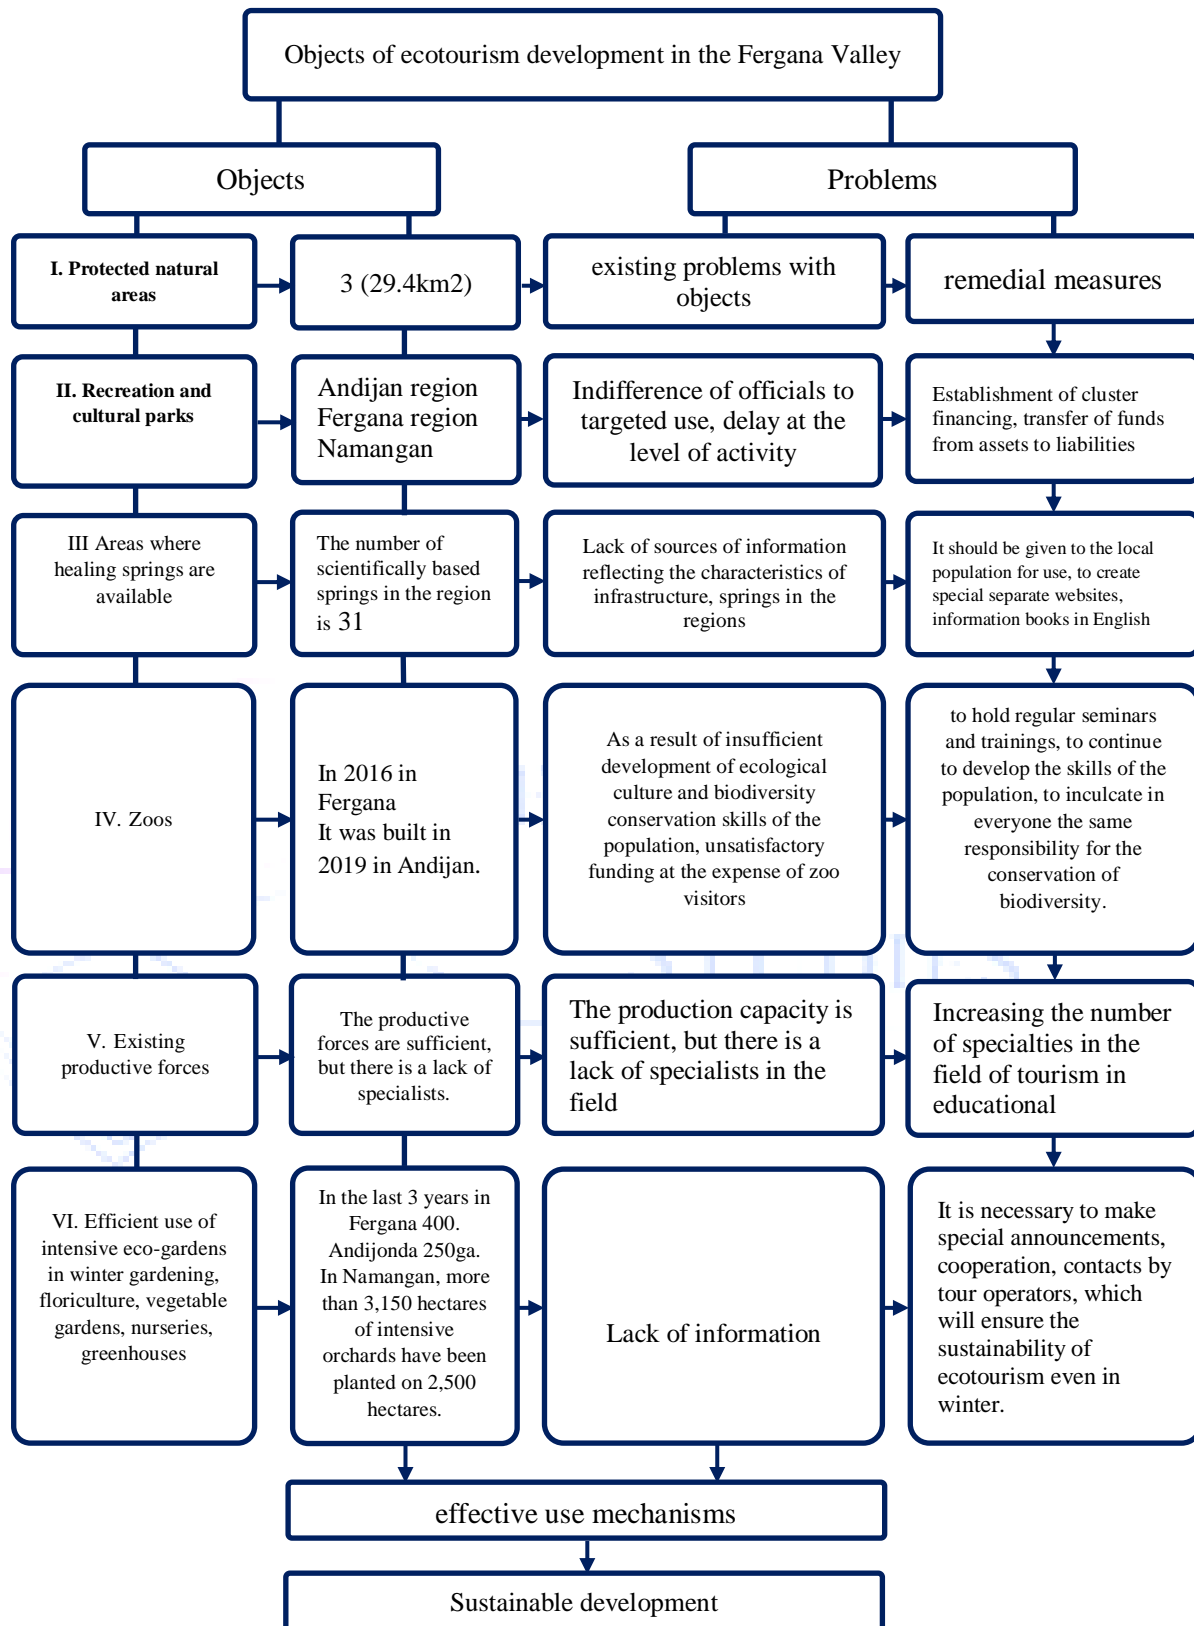 Objects of ecotourism development in the Fergana Valley
Objects
Problems
I. Protected natural
areas
3 (29.4km2)
existing problems with
objects
remedial measures
II. Recreation and
cultural parks
Andijan region
Fergana region
Namangan
Indifference of officials to
targeted use, delay at the
level of activity
Establishment of cluster
financing, transfer of funds
from assets to liabilities
III Areas where
healing springs are
available
The number of
scientifically based
springs in the region
is 31
Lack of sources of information
reflecting the characteristics of
infrastructure, springs in the
regions
It should be given to the local
population for use, to create
special separate websites,
information books in English
IV. Zoos
In 2016 in
Fergana
It was built in
2019 in Andijan.
As a result of insufficient
development of ecological
culture and biodiversity
conservation skills of the
population, unsatisfactory
funding at the expense of zoo
visitors
to hold regular seminars
and trainings, to continue
to develop the skills of the
population, to inculcate in
everyone the same
responsibility for the
conservation of
biodiversity.
V. Existing
productive forces
The productive
forces are sufficient,
but there is a lack of
specialists.
The production capacity is
sufficient, but there is a
lack of specialists in the
field
Increasing the number
of specialties in the
field of tourism in
educational
VI. Efficient use of
intensive eco-gardens
in winter gardening,
floriculture, vegetable
gardens, nurseries,
greenhouses
In the last 3 years in
Fergana 400.
Andijonda 250ga.
In Namangan, more
than 3,150 hectares
of intensive
orchards have been
planted on 2,500
hectares.
Lack of information
It is necessary to make
special announcements,
cooperation, contacts by
tour operators, which
will ensure the
sustainability of
ecotourism even in
winter.
effective use mechanisms
Sustainable development